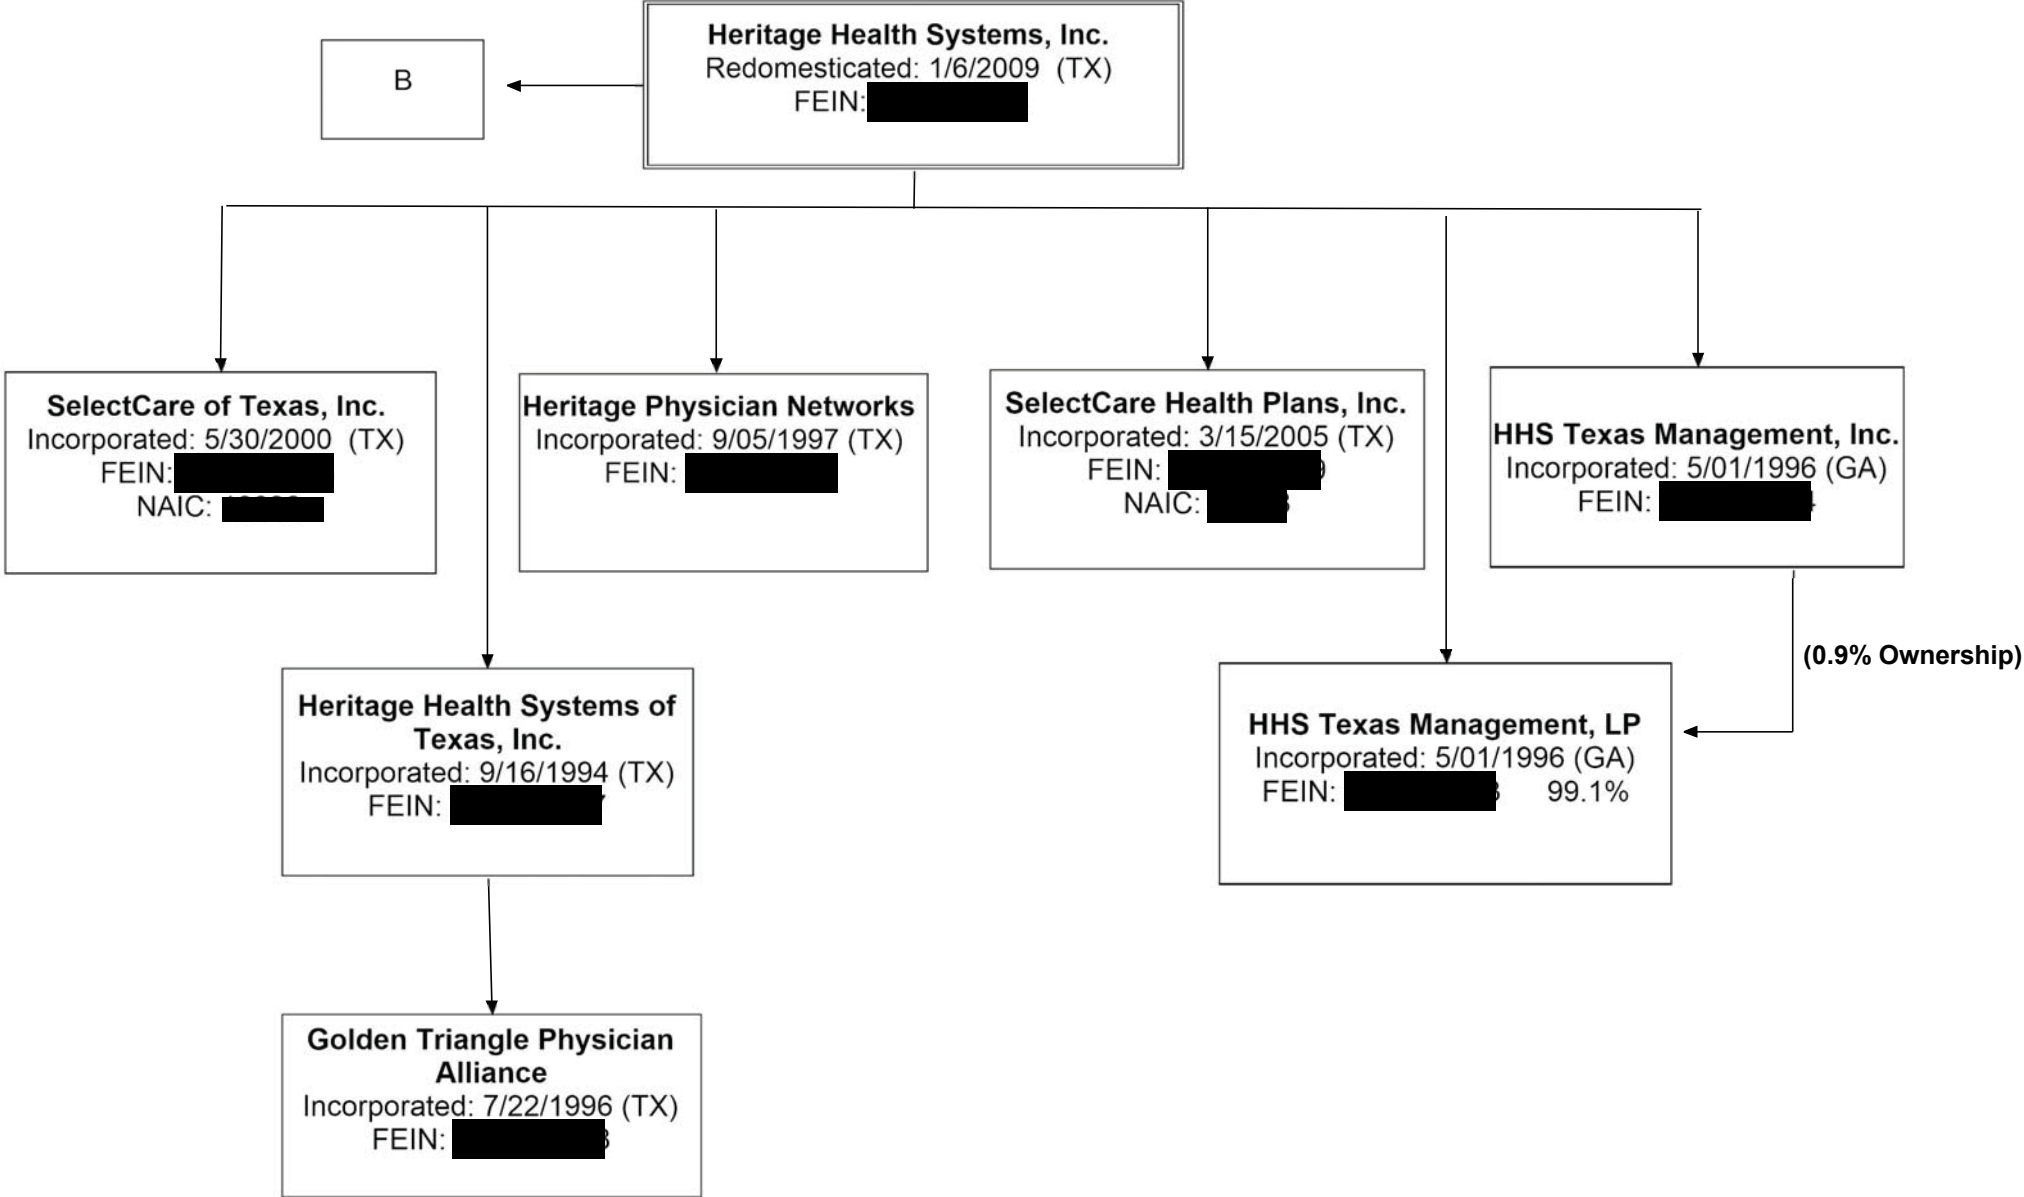 Heritage Health Systems, Inc.
Redomesticated: 1/6/2009 (TX)
FEIN:
B
SelectCare of Texas, Inc.
Incorporated: 5/30/2000 (TX)
FEIN:
NAIC:
Heritage Physician Networks
Incorporated: 9/05/1997 (TX)
FEIN:
SelectCare Health Plans, Inc.
Incorporated: 3/15/2005 (TX)
FEIN:
NAIC:
HHS Texas Management, Inc.
Incorporated: 5/01/1996 (GA)
FEIN:
(0.9% Ownership)
Heritage Health Systems of
Texas, Inc.
Incorporated: 9/16/1994 (TX)
FEIN:
HHS Texas Management, LP
Incorporated: 5/01/1996 (GA)
FEIN: 99.1%
Golden Triangle Physician
Alliance
Incorporated: 7/22/1996 (TX)
FEIN: